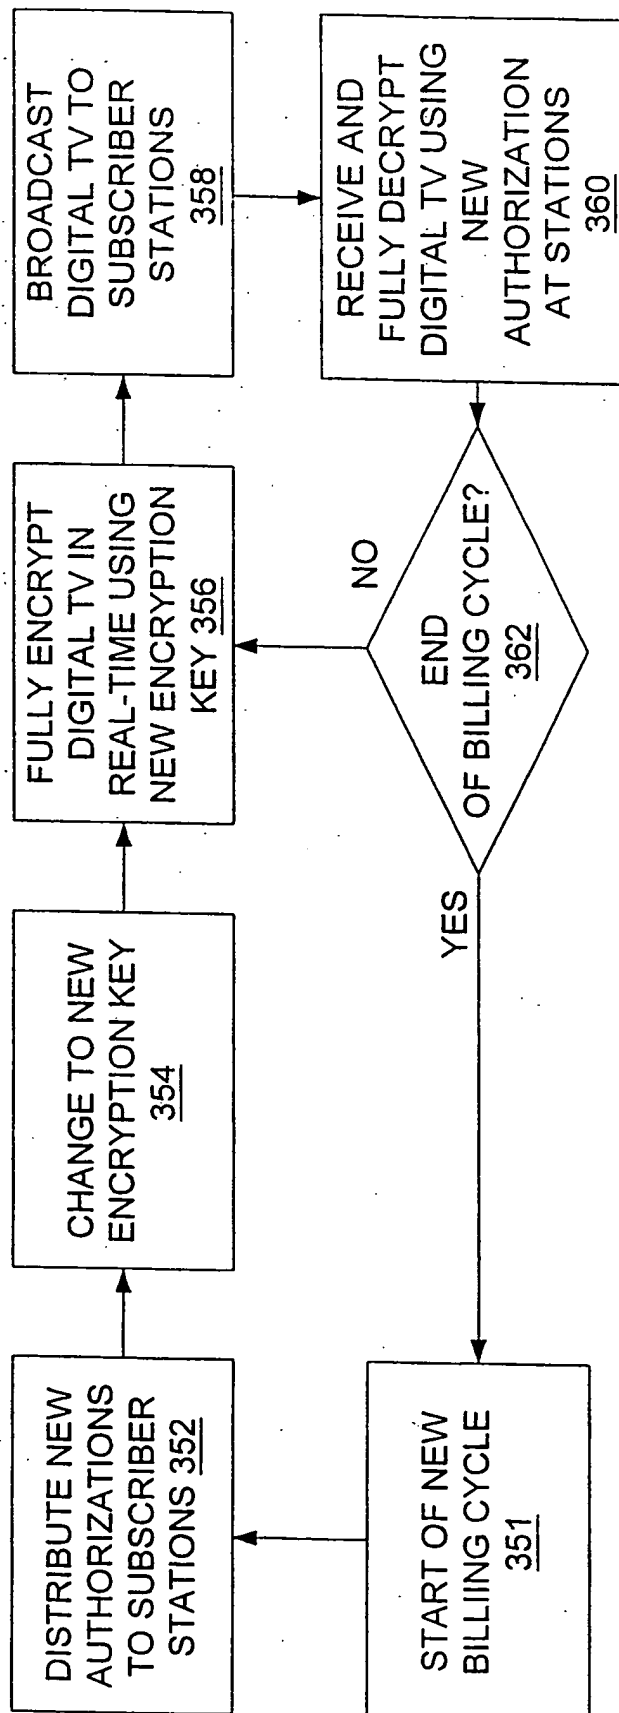 START OF NEW
BILLIING CYCLE
351
DISTRIBUTE NEW
AUTHORIZATIONS
TO SUBSCRIBER
STATIONS 352
CHANGE TO NEW
ENCRYPTION KEY
354
FULLY ENCRYPT
DIGITAL TV IN
REAL-TIME USING
NEW ENCRYPTION
KEY 356
BROADCAST
DIGITAL TV TO
SUBSCRIBER
STATIONS
358
RECEIVE AND
FULLY DECRYPT
DIGITAL TV USING
NEW
AUTHORIZATION
AT STATIONS
360
END
OF BILLING CYCLE?
362
NO
YES